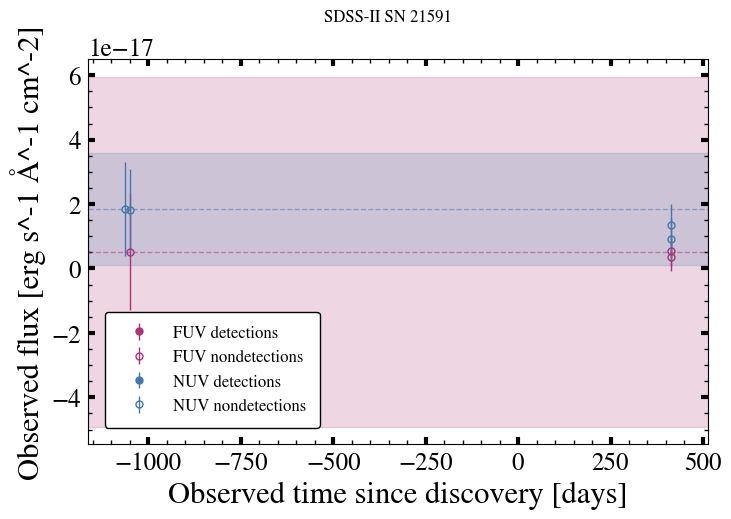 SDSS-II SN 21591
1e−17
6
4
2
0
−2
−4
Observed flux [erg s^-1 Å^-1 cm^-2]
FUV detections
FUV nondetections
NUV detections
NUV nondetections
−1000 −750 −500 −250 0 250 500
Observed time since discovery [days]